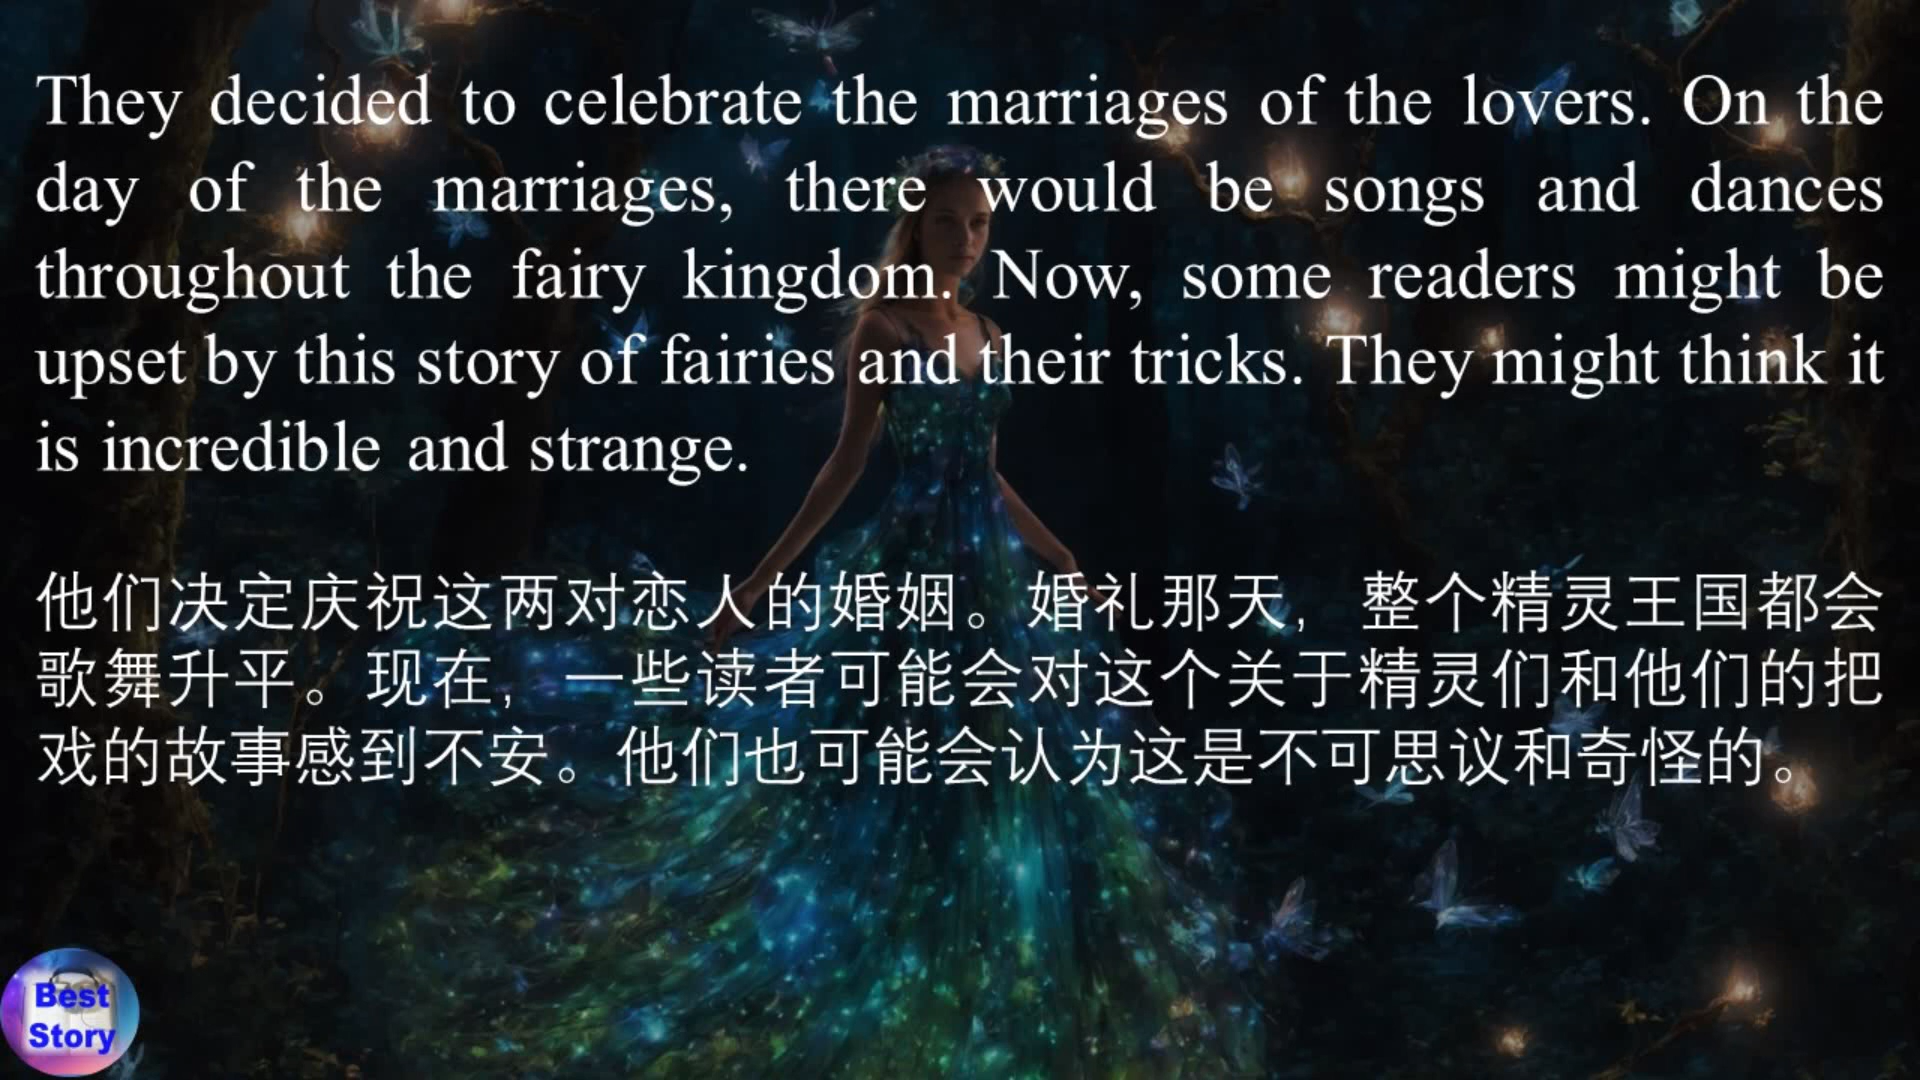 They decided to celebrate the marriages of the lovers. On the
day of the marriages, there would be songs and dances
throughout the fairy kingdom. Now, some readers might be
upset by this story of fairies and their tricks. They might think it
is incredible and strange.
他们决定庆祝这两对恋人的婚姻。婚礼那天，整个精灵王国都会
歌舞升平。现在，一些读者可能会对这个关于精灵们和他们的把
戏的故事感到不安。他们也可能会认为这是不可思议和奇怪的。
Best
Story